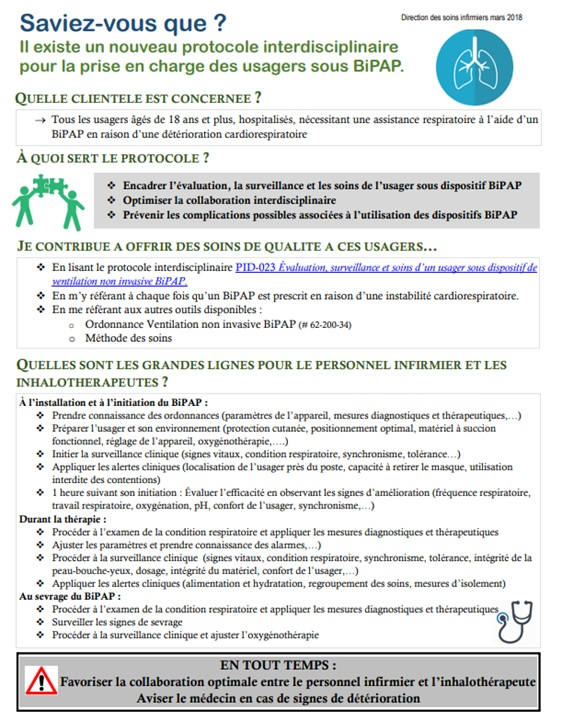 Saviez-vous que ?
Direction des soins infirmiers mars 2018
Il existe un nouveau protocole interdisciplinaire
pour la prise en charge des usagers sous BiPAP.
QUELLE CLIENTELE EST CONCERNEE ?
→ Tous les usagers âgés de 18 ans et plus, hospitalisés, nécessitant une assistance respiratoire à l'aide d'un
BiPAP en raison d'une détérioration cardiorespiratoire
À QUOI SERT LE PROTOCOLE ?
❖ Encadrer l'évaluation, la surveillance et les soins de l'usager sous dispositif BiPAP
❖ Optimiser la collaboration interdisciplinaire
❖ Prévenir les complications possibles associées à l'utilisation des dispositifs BiPAP
JE CONTRIBUE A OFFRIR DES SOINS DE QUALITE A CES USAGERS…
❖ En lisant le protocole interdisciplinaire PID-023 Évaluation, surveillance et soins d'un usager sous dispositif de
ventilation non invasive BiPAP.
❖ En m'y référant à chaque fois qu'un BiPAP est prescrit en raison d'une instabilité cardiorespiratoire.
❖ En me référant aux autres outils disponibles :
o Ordonnance Ventilation non invasive BiPAP (# 62-200-34)
o Méthode des soins
QUELLES SONT LES GRANDES LIGNES POUR LE PERSONNEL INFIRMIER ET LES
INHALOTHERAPEUTES ?
À l'installation et à l'initiation du BiPAP :
❖ Prendre connaissance des ordonnances (paramètres de l'appareil, mesures diagnostiques et thérapeutiques,…)
❖ Préparer l'usager et son environnement (protection cutanée, positionnement optimal, matériel à succion
fonctionnel, réglage de l'appareil, oxygénothérapie,….)
❖ Initier la surveillance clinique (signes vitaux, condition respiratoire, synchronisme, tolérance…)
❖ Appliquer les alertes cliniques (localisation de l'usager près du poste, capacité à retirer le masque, utilisation
interdite des contentions)
❖ 1 heure suivant son initiation : Évaluer l'efficacité en observant les signes d'amélioration (fréquence respiratoire,
travail respiratoire, oxygénation, pH, confort de l'usager, synchronisme,…)
Durant la thérapie :
❖ Procéder à l'examen de la condition respiratoire et appliquer les mesures diagnostiques et thérapeutiques
❖ Ajuster les paramètres et prendre connaissance des alarmes,…)
❖ Procéder à la surveillance clinique (signes vitaux, condition respiratoire, synchronisme, tolérance, intégrité de la
peau-bouche-yeux, dosage, intégrité du matériel, confort de l'usager,…)
❖ Appliquer les alertes cliniques (alimentation et hydratation, regroupement des soins, mesures d'isolement)
Au sevrage du BiPAP :
❖ Procéder à l'examen de la condition respiratoire et appliquer les mesures diagnostiques et thérapeutiques
❖ Surveiller les signes de sevrage
❖ Procéder à la surveillance clinique et ajuster l'oxygénothérapie
EN TOUT TEMPS :
Favoriser la collaboration optimale entre le personnel infirmier et l'inhalothérapeute
Aviser le médecin en cas de signes de détérioration